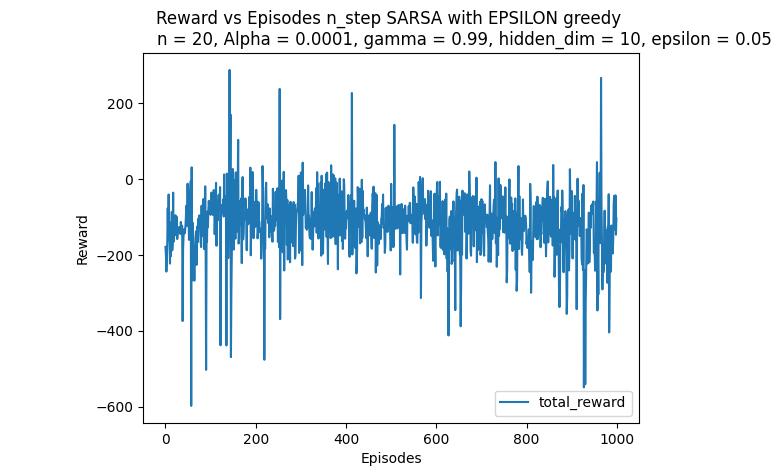 Reward vs Episodes n_step SARSA with EPSILON greedy
n = 20, Alpha = 0.0001, gamma = 0.99, hidden_dim = 10, epsilon = 0.05
200
0
−200
−400
−600
Reward
total_reward
0
200
400
600
800
1000
Episodes